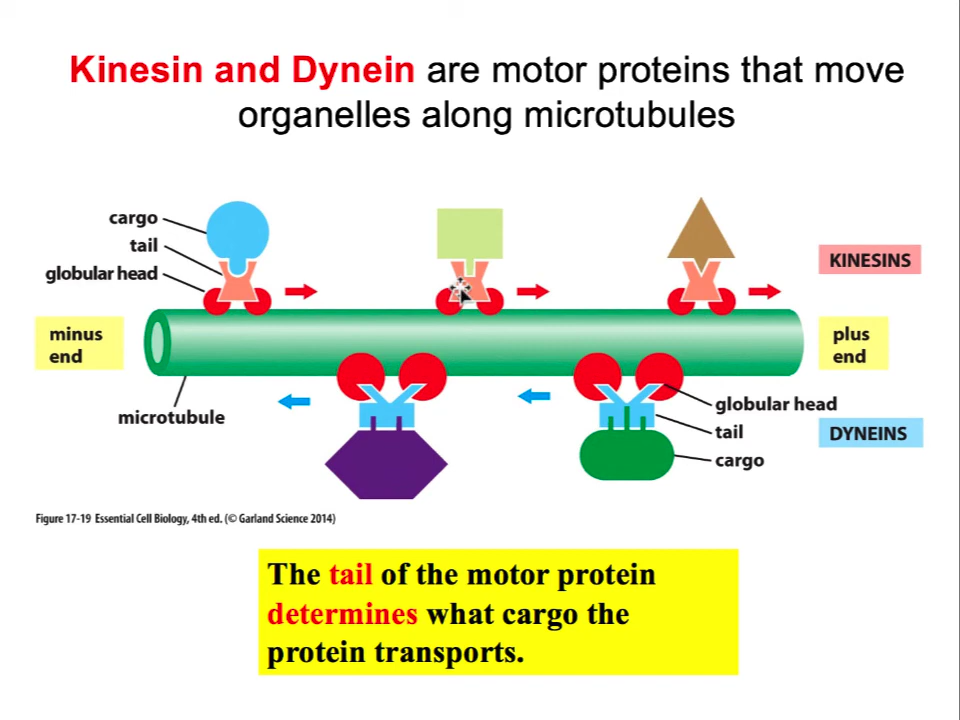 Kinesin and Dynein are motor proteins that move
organelles along microtubules
cargo
tail
globular head
KINESINS
minus
end
plus
end
microtubule
globular head
tail
cargo
DYNEINS
Figure 17-19 Essential Cell Biology, 4th ed. (© Garland Science 2014)
The tail of the motor protein
determines what cargo the
protein transports.